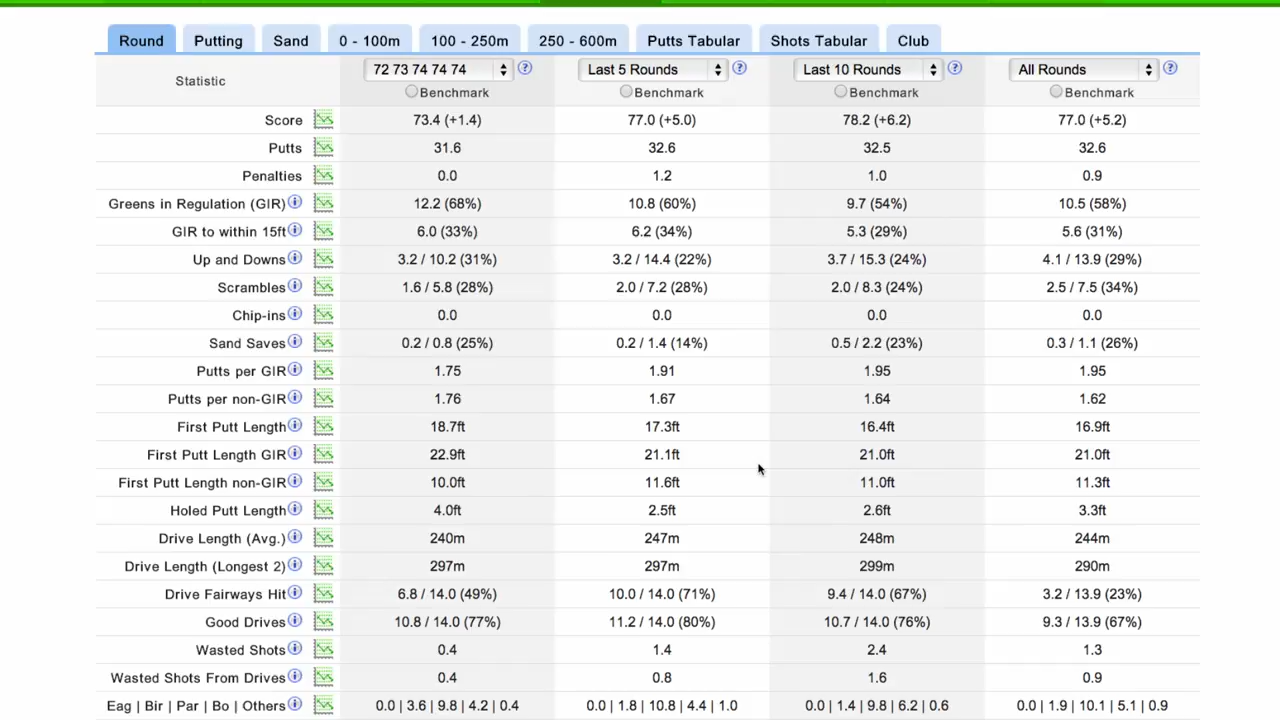 Round Putting Sand 0 - 100m 100 - 250m 250 - 600m Putts Tabular Shots Tabular Club
Statistic 72 73 74 74 74 ? Last 5 Rounds ? Last 10 Rounds ? All Rounds ?
Benchmark Benchmark Benchmark Benchmark
Score 73.4 (+1.4) 77.0 (+5.0) 78.2 (+6.2) 77.0 (+5.2)
Putts 31.6 32.6 32.5 32.6
Penalties 0.0 1.2 1.0 0.9
Greens in Regulation (GIR) i 12.2 (68%) 10.8 (60%) 9.7 (54%) 10.5 (58%)
GIR to within 15ft i 6.0 (33%) 6.2 (34%) 5.3 (29%) 5.6 (31%)
Up and Downs i 3.2 / 10.2 (31%) 3.2 / 14.4 (22%) 3.7 / 15.3 (24%) 4.1 / 13.9 (29%)
Scrambles i 1.6 / 5.8 (28%) 2.0 / 7.2 (28%) 2.0 / 8.3 (24%) 2.5 / 7.5 (34%)
Chip-ins i 0.0 0.0 0.0 0.0
Sand Saves i 0.2 / 0.8 (25%) 0.2 / 1.4 (14%) 0.5 / 2.2 (23%) 0.3 / 1.1 (26%)
Putts per GIR i 1.75 1.91 1.95 1.95
Putts per non-GIR i 1.76 1.67 1.64 1.62
First Putt Length i 18.7ft 17.3ft 16.4ft 16.9ft
First Putt Length GIR i 22.9ft 21.1ft 21.0ft 21.0ft
First Putt Length non-GIR i 10.0ft 11.6ft 11.0ft 11.3ft
Holed Putt Length i 4.0ft 2.5ft 2.6ft 3.3ft
Drive Length (Avg.) i 240m 247m 248m 244m
Drive Length (Longest 2) i 297m 297m 299m 290m
Drive Fairways Hit i 6.8 / 14.0 (49%) 10.0 / 14.0 (71%) 9.4 / 14.0 (67%) 3.2 / 13.9 (23%)
Good Drives i 10.8 / 14.0 (77%) 11.2 / 14.0 (80%) 10.7 / 14.0 (76%) 9.3 / 13.9 (67%)
Wasted Shots i 0.4 1.4 2.4 1.3
Wasted Shots From Drives i 0.4 0.8 1.6 0.9
Eag | Bir | Par | Bo | Others i 0.0 | 3.6 | 9.8 | 4.2 | 0.4 0.0 | 1.8 | 10.8 | 4.4 | 1.0 0.0 | 1.4 | 9.8 | 6.2 | 0.6 0.0 | 1.9 | 10.1 | 5.1 | 0.9